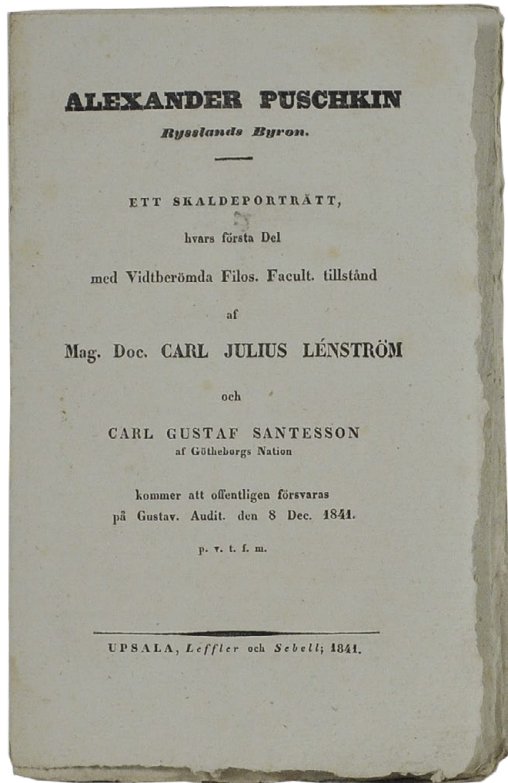 ALEXANDER PUSCHKIN
Rysslands Byron.
ETT SKALDEPORTRÄTT,
hvars första Del
med Vidtberömda Filos. Facult. tillstånd
af
Mag. Doc. CARL JULIUS LÉNSTRÖM
och
CARL GUSTAF SANTESSON
af Götheborgs Nation
kommer att offentligen försvaras
på Gustav. Audit. den 8 Dec. 1841.
p. v. t. f. m.
UPSALA, Leffler och Sebell; 1841.